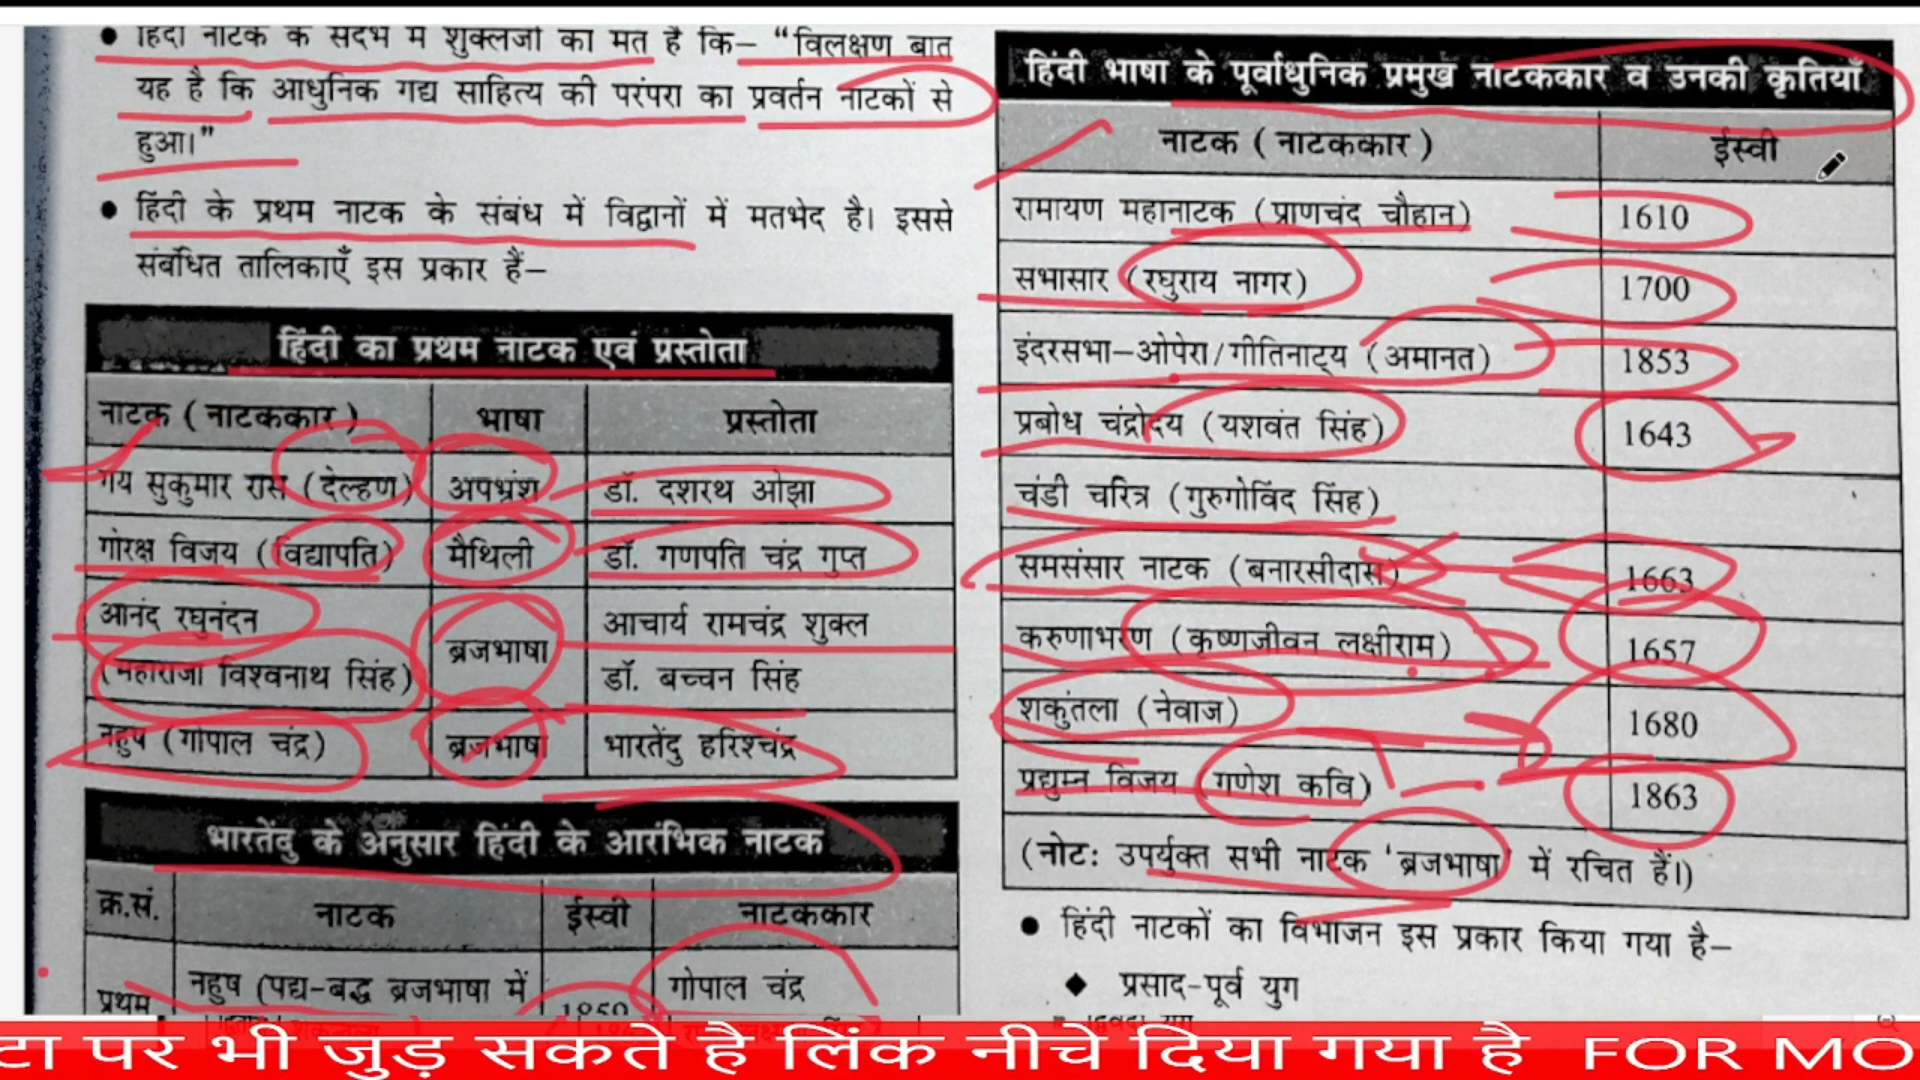 ● हिंदी नाटक के संदर्भ में शुक्लजी का मत है कि– “विलक्षण बात
यह है कि आधुनिक गद्य साहित्य की परंपरा का प्रवर्तन नाटकों से
हुआ।”
● हिंदी के प्रथम नाटक के संबंध में विद्वानों में मतभेद है। इससे
संबंधित तालिकाएँ इस प्रकार हैं–
हिंदी का प्रथम नाटक एवं प्रस्तोता
नाटक ( नाटककार ) भाषा प्रस्तोता
गय सुकुमार रास (देल्हण) अपभ्रंश डॉ. दशरथ ओझा
गोरक्ष विजय (विद्यापति) मैथिली डॉ. गणपति चंद्र गुप्त
आनंद रघुनंदन
(महाराजा विश्वनाथ सिंह) ब्रजभाषा आचार्य रामचंद्र शुक्ल
डॉ. बच्चन सिंह
नहुष (गोपाल चंद्र) ब्रजभाषा भारतेंदु हरिश्चंद्र
भारतेंदु के अनुसार हिंदी के आरंभिक नाटक
क्र.सं. नाटक ईस्वी नाटककार
प्रथम नहुष (पद्य-बद्ध ब्रजभाषा में गोपाल चंद्र
हिंदी भाषा के पूर्वाधुनिक प्रमुख नाटककार व उनकी कृतियाँ
नाटक ( नाटककार ) ईस्वी
रामायण महानाटक (प्राणचंद चौहान) 1610
सभासार (रघुराय नागर) 1700
इंदरसभा–ओपेरा/गीतिनाट्य (अमानत) 1853
प्रबोध चंद्रोदय (यशवंत सिंह) 1643
चंडी चरित्र (गुरुगोविंद सिंह)
समसंसार नाटक (बनारसीदास) 1663
करुणाभरण (कृष्णजीवन लक्षीराम) 1657
शकुंतला (नेवाज) 1680
प्रद्युम्न विजय (गणेश कवि) 1863
(नोट: उपर्युक्त सभी नाटक ‘ब्रजभाषा’ में रचित हैं।)
● हिंदी नाटकों का विभाजन इस प्रकार किया गया है–
◆ प्रसाद-पूर्व युग
टा पर भी जुड़ सकते है लिंक नीचे दिया गया है FOR MO